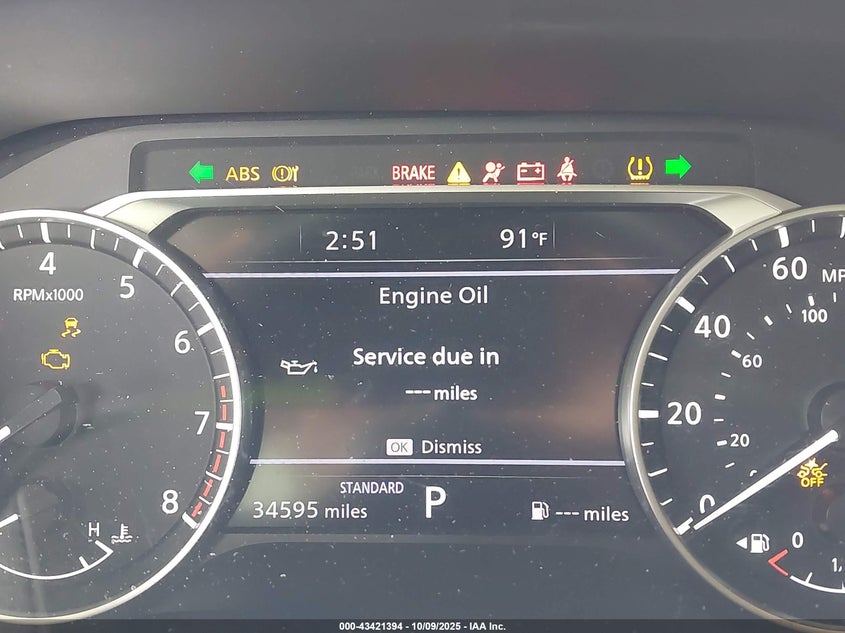 ABS BRAKE
2:51 91°F
4 5 6 7 8
RPMx1000
Engine Oil
Service due in
--- miles
OK Dismiss
STANDARD
34595 miles P --- miles
H
60 MP
40 100
60
20 20
0
OFF
0
1
000-43421394 - 10/09/2025 - IAA Inc.